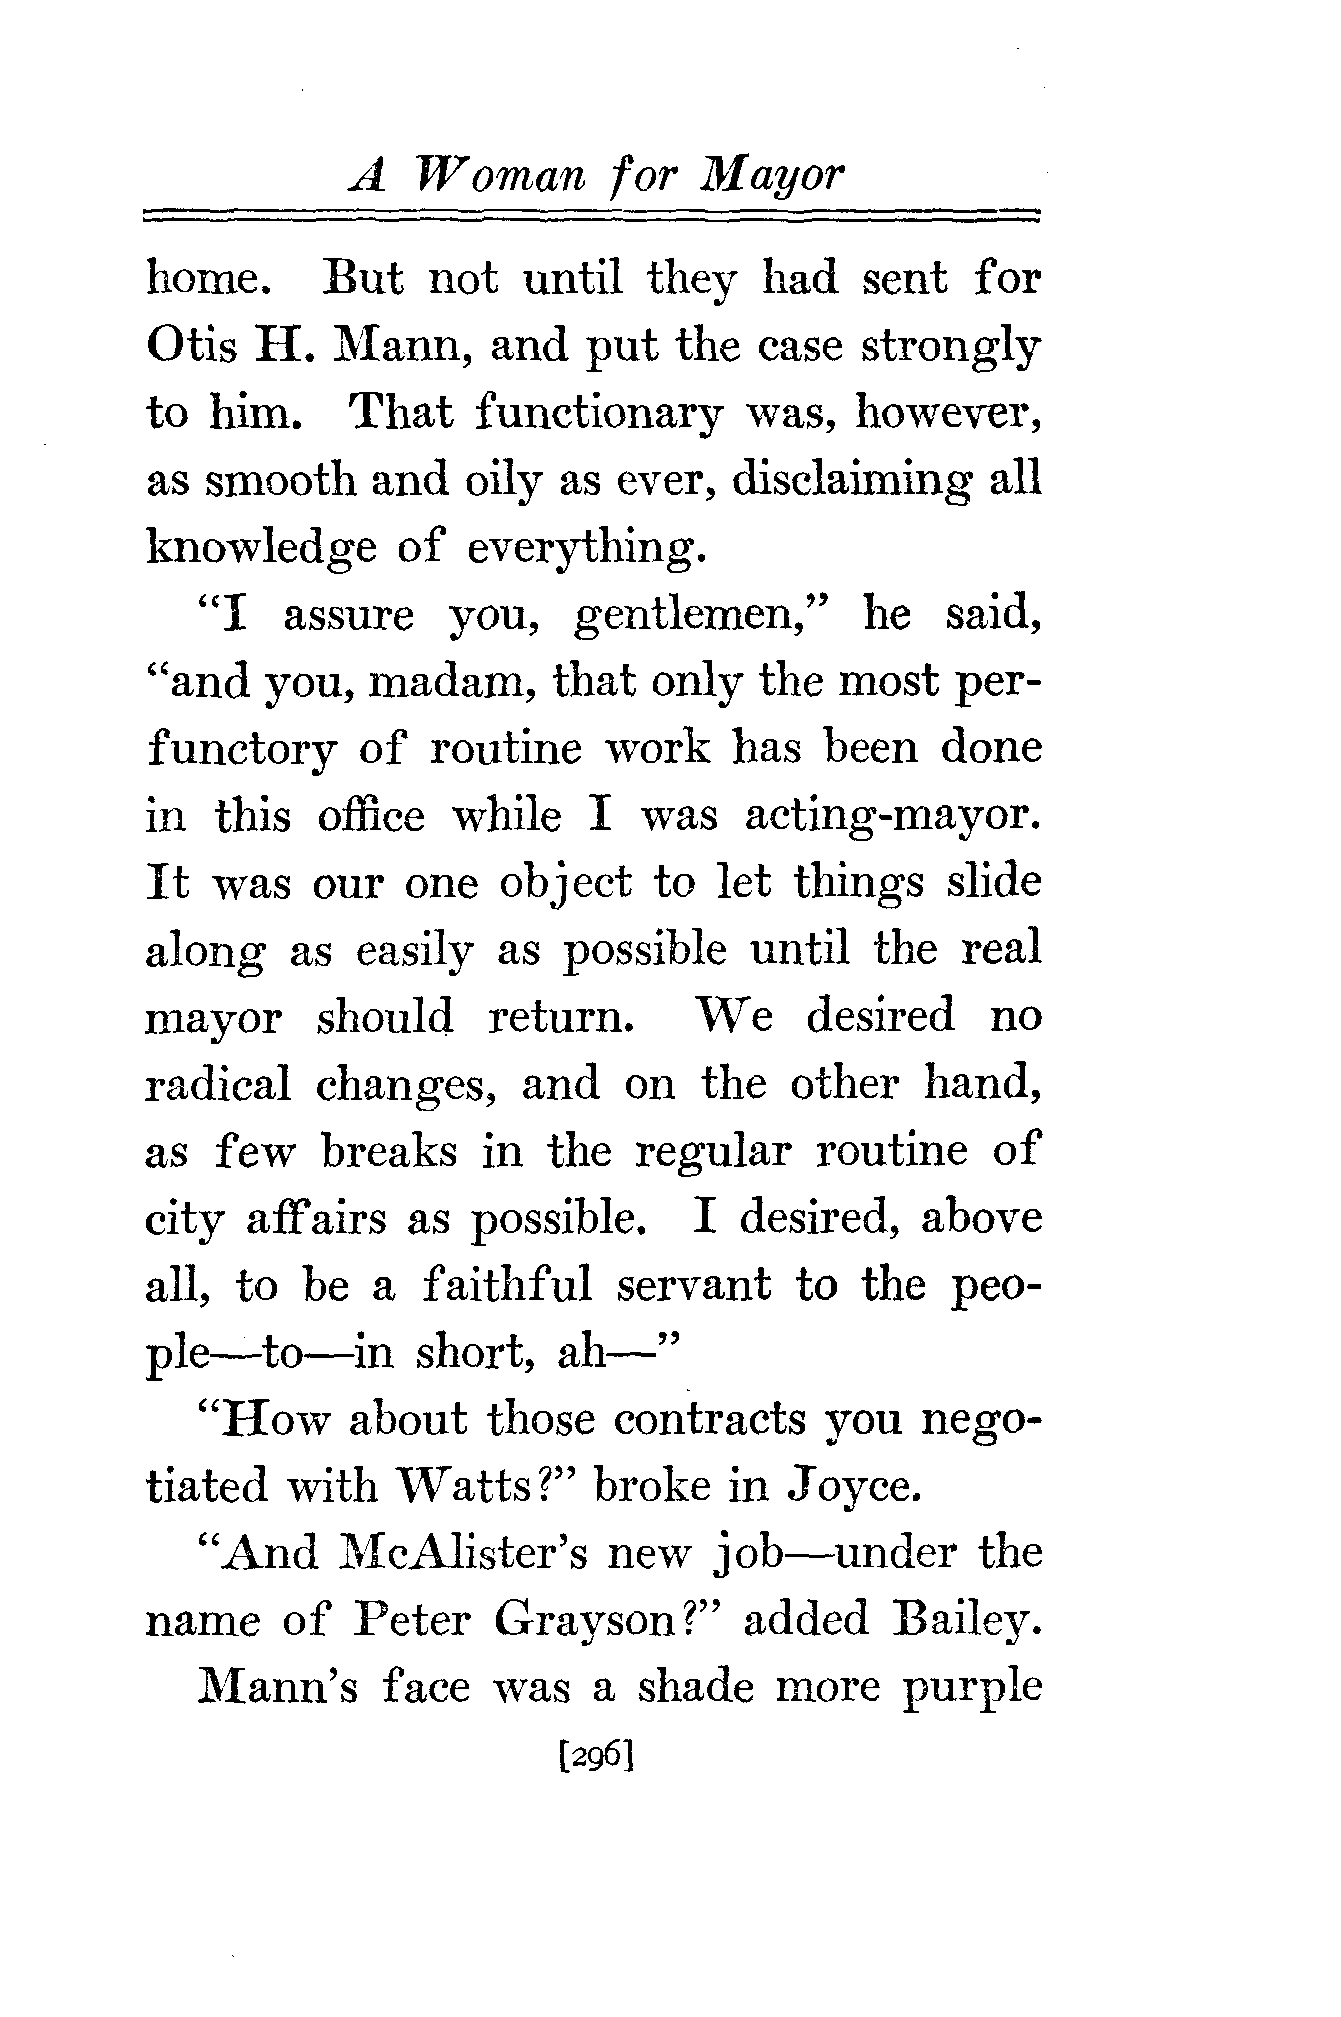 A Woman for Mayor
home. But not until they had sent for
Otis H. Mann, and put the case strongly
to him. That functionary was, however,
as smooth and oily as ever, disclaiming all
knowledge of everything.
“I assure you, gentlemen,” he said,
“and you, madam, that only the most per-
functory of routine work has been done
in this office while I was acting-mayor.
It was our one object to let things slide
along as easily as possible until the real
mayor should return. We desired no
radical changes, and on the other hand,
as few breaks in the regular routine of
city affairs as possible. I desired, above
all, to be a faithful servant to the peo-
ple—to—in short, ah—”
“How about those contracts you nego-
tiated with Watts?” broke in Joyce.
“And McAlister’s new job—under the
name of Peter Grayson?” added Bailey.
Mann’s face was a shade more purple
[296]